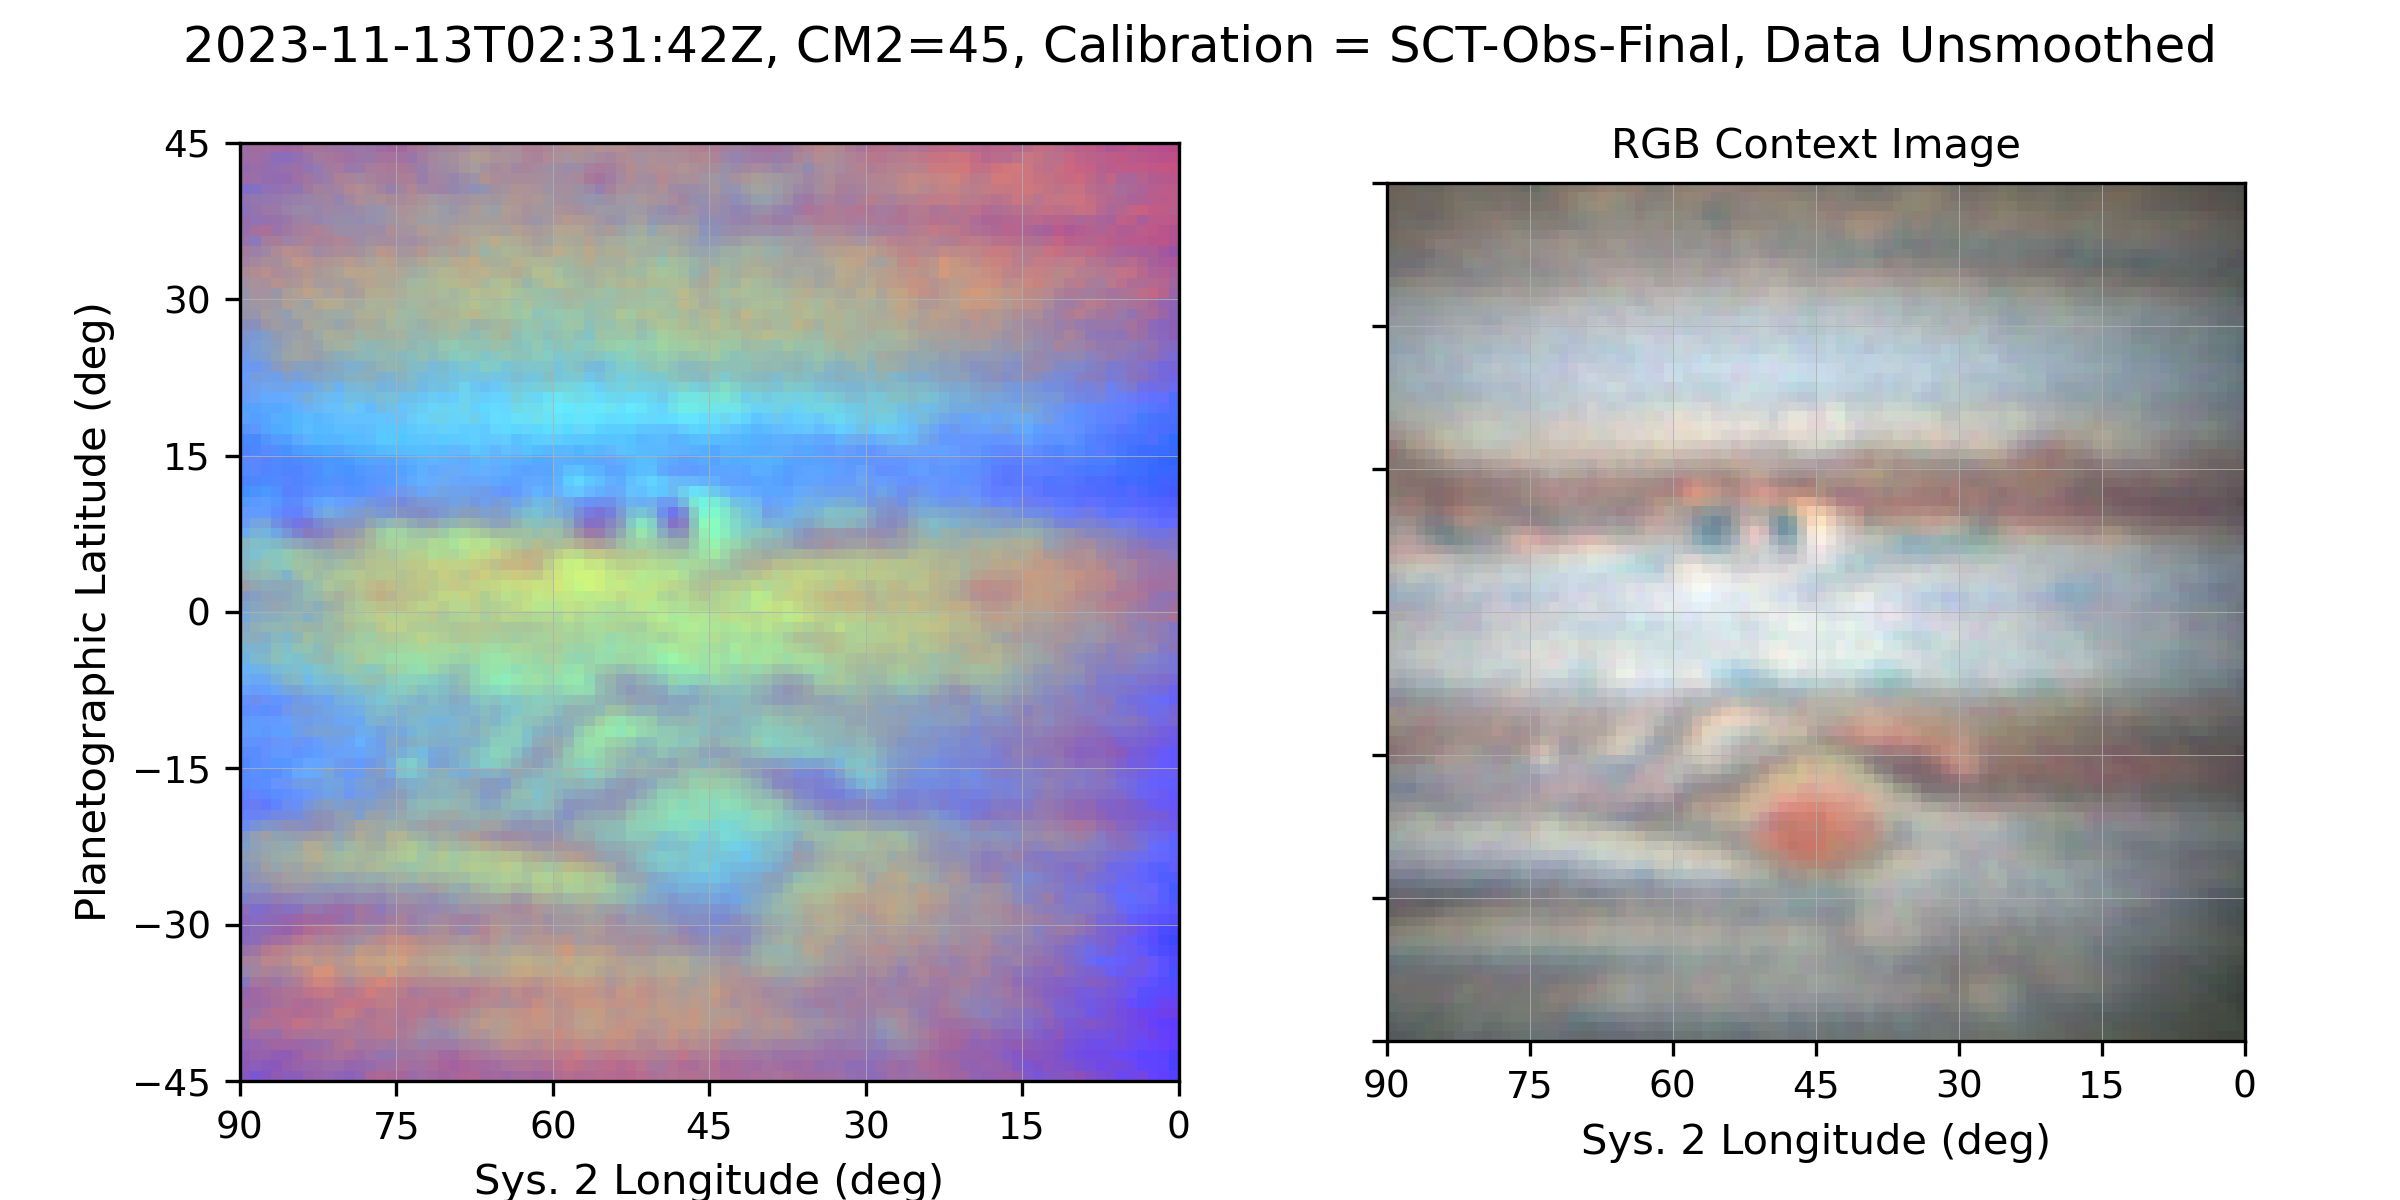 2023-11-13T02:31:42Z, CM2=45, Calibration = SCT-Obs-Final, Data Unsmoothed
RGB Context Image
Planetographic Latitude (deg)
45
30
15
0
−15
−30
−45
90 75 60 45 30 15 0
Sys. 2 Longitude (deg)
90 75 60 45 30 15 0
Sys. 2 Longitude (deg)